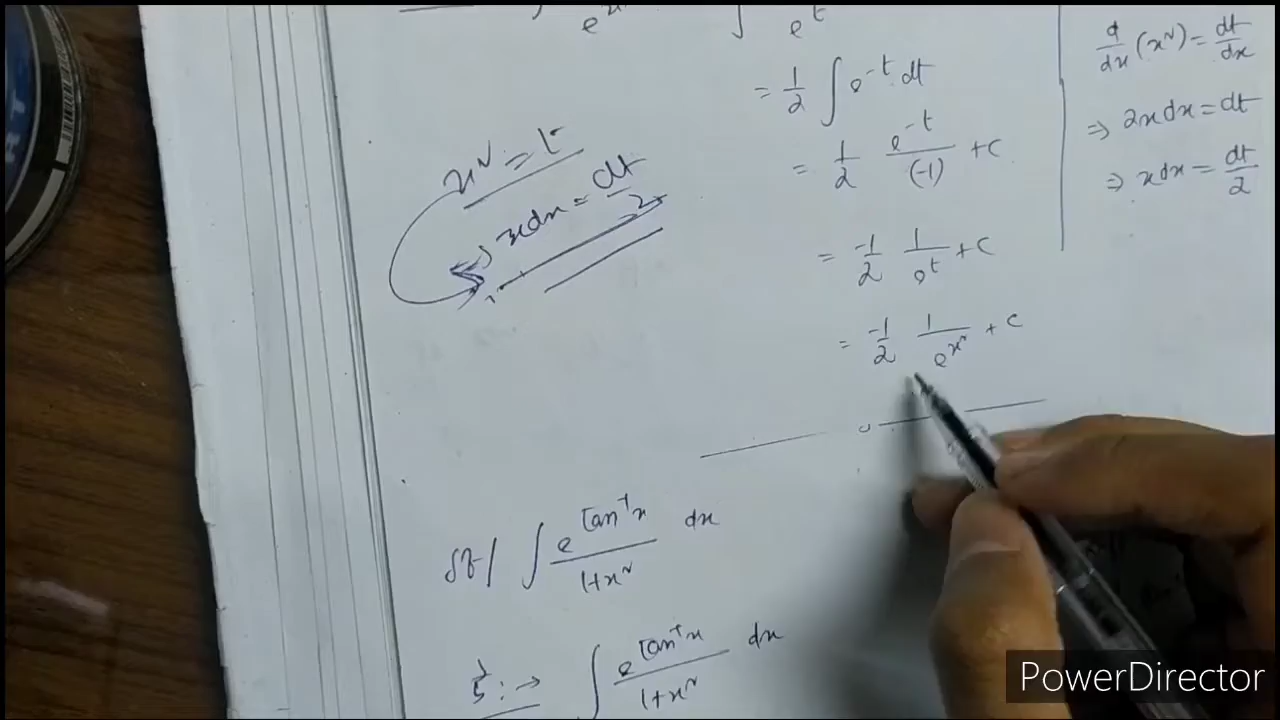 e^x
e^t
= 1/2 ∫ e^-t dt
= 1/2 e^-t/(-1) + c
= -1/2 1/e^t + c
= -1/2 1/e^x² + c
d/dx (x²) = dt/dx
⇒ 2x dx = dt
⇒ x dx = dt/2
x² = t
⇒ x dx = dt/2
∫ e^tan⁻¹x/1+x² dx
:→ ∫ e^tan⁻¹x/1+x² dx
PowerDirector